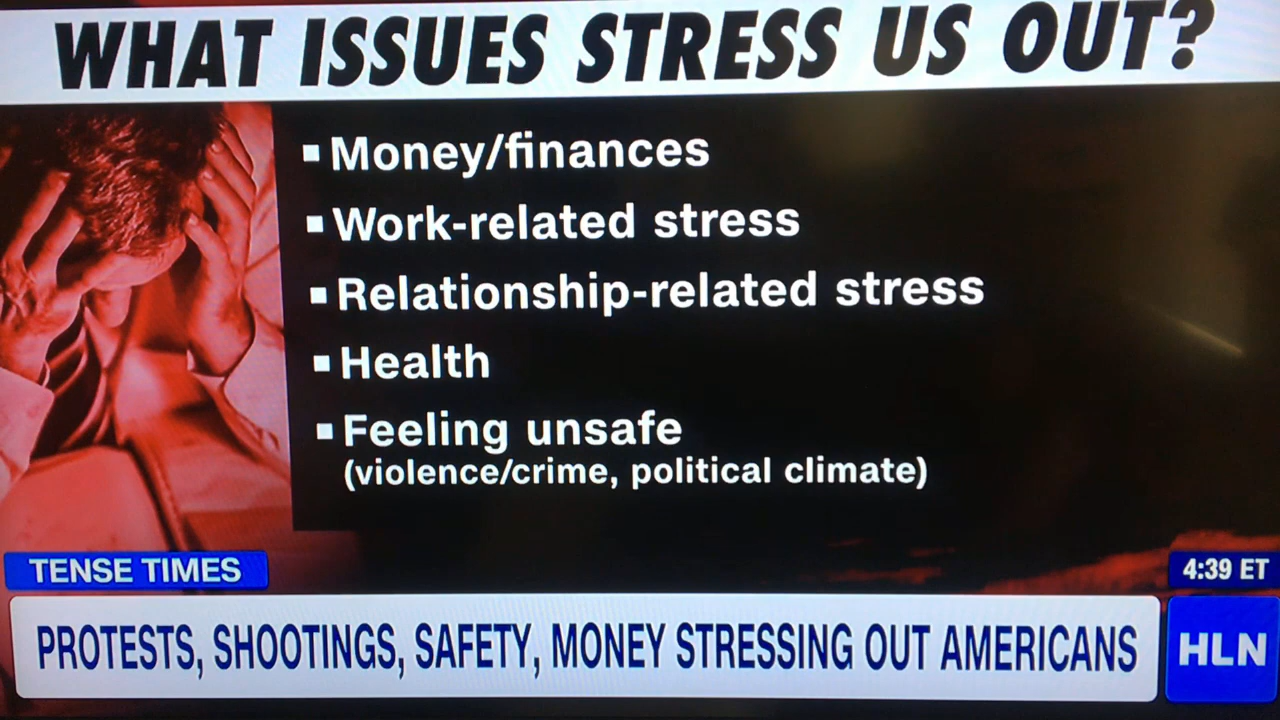 WHAT ISSUES STRESS US OUT?
▪ Money/finances
▪ Work-related stress
▪ Relationship-related stress
▪ Health
▪ Feeling unsafe
(violence/crime, political climate)
TENSE TIMES
4:39 ET
PROTESTS, SHOOTINGS, SAFETY, MONEY STRESSING OUT AMERICANS
HLN